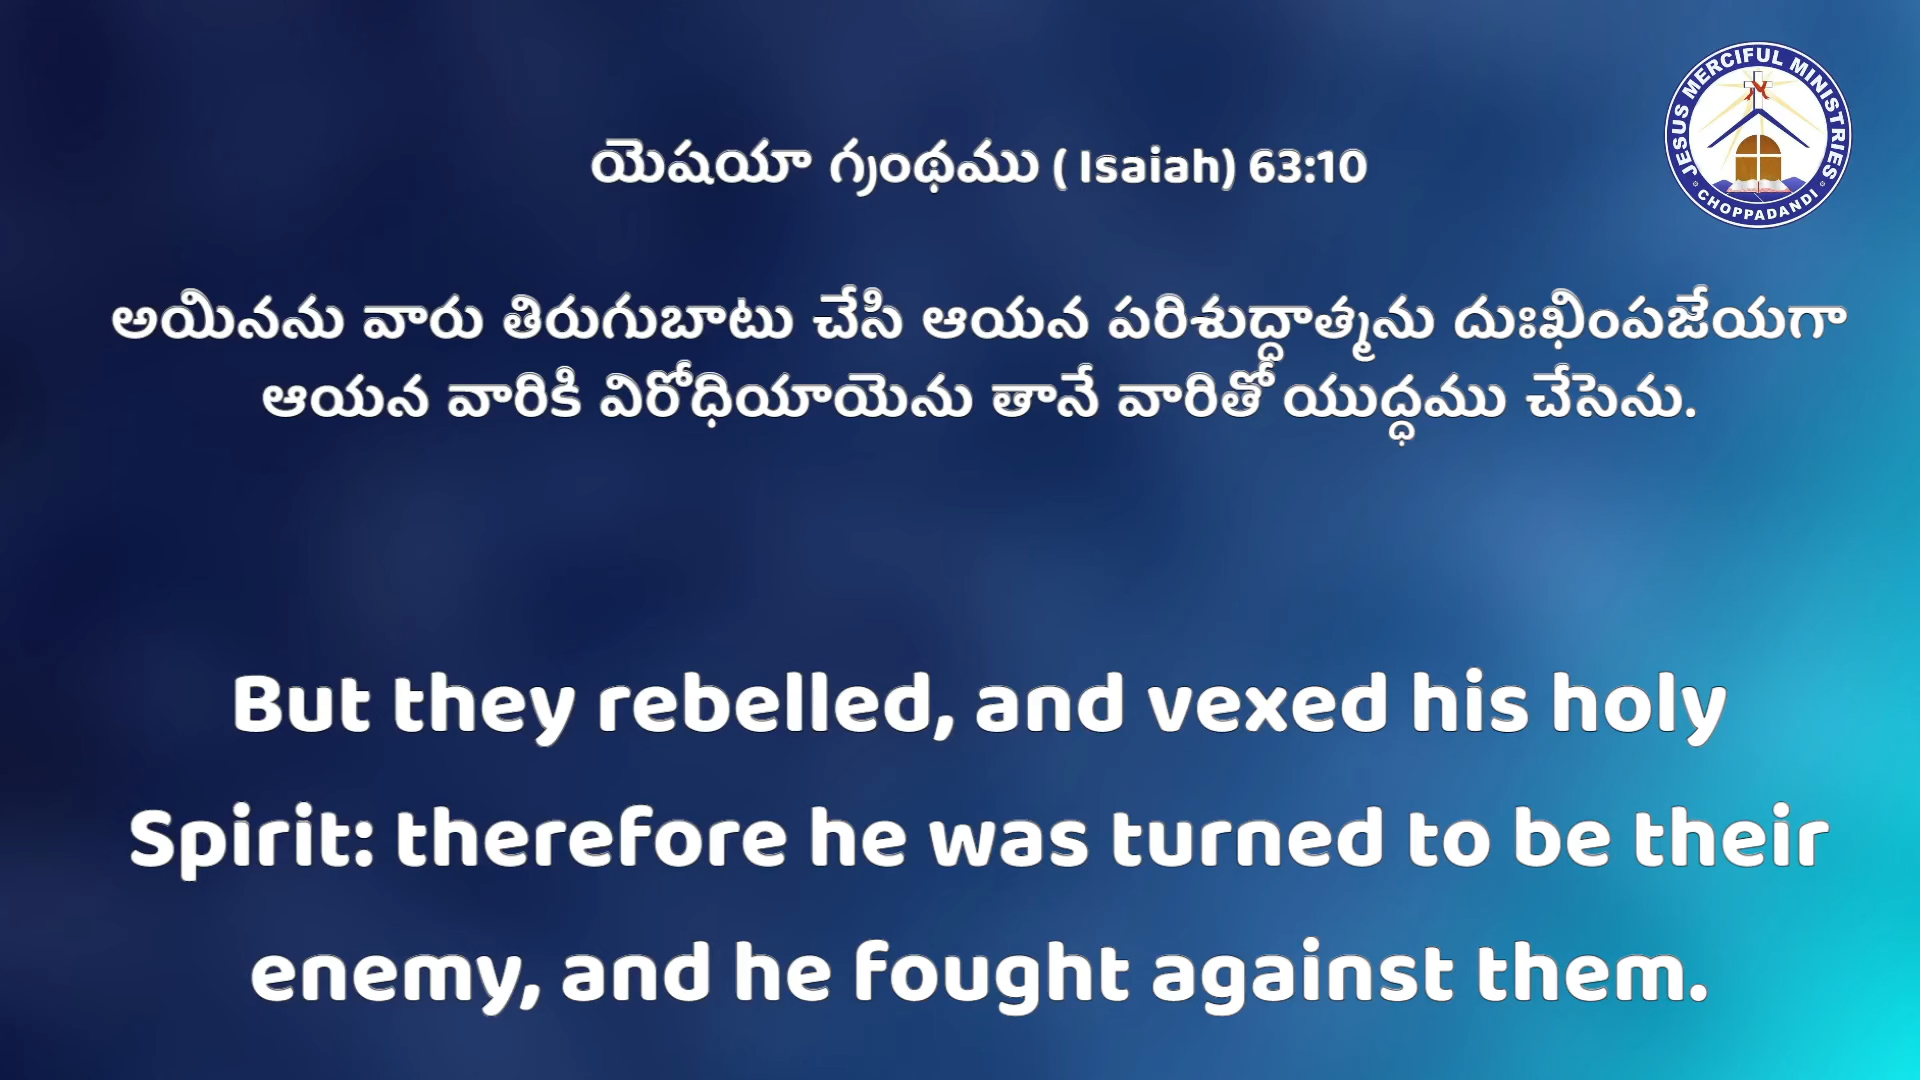 JESUS MERCIFUL MINISTRIES
CHOPPADANDI
యెషయా గ్రంథము ( Isaiah) 63:10
అయినను వారు తిరుగుబాటు చేసి ఆయన పరిశుద్ధాత్మను దుఃఖింపజేయగా
ఆయన వారికి విరోధియాయెను తానే వారితో యుద్ధము చేసెను.
But they rebelled, and vexed his holy
Spirit: therefore he was turned to be their
enemy, and he fought against them.